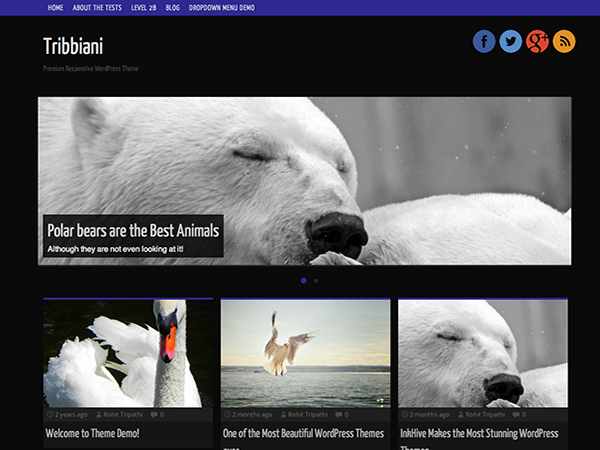 HOME ABOUT THE TESTS LEVEL 2B BLOG DROPDOWN MENU DEMO
Tribbiani
Premium Responsive WordPress Theme
Polar bears are the Best Animals
Although they are not even looking at it!
2 years ago Rohit Tripathi 0
Welcome to Theme Demo!
2 months ago Rohit Tripathi 0
One of the Most Beautiful WordPress Themes
2 months ago Rohit Tripathi 0
InkHive Makes the Most Stunning WordPress